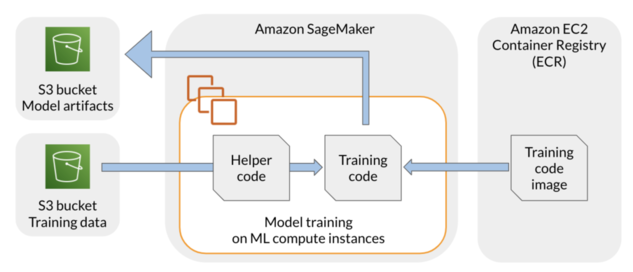 Amazon SageMaker
Amazon EC2
Container Registry
(ECR)
S3 bucket
Model artifacts
S3 bucket
Training data
Helper
code
Training
code
Training
code
image
Model training
on ML compute instances